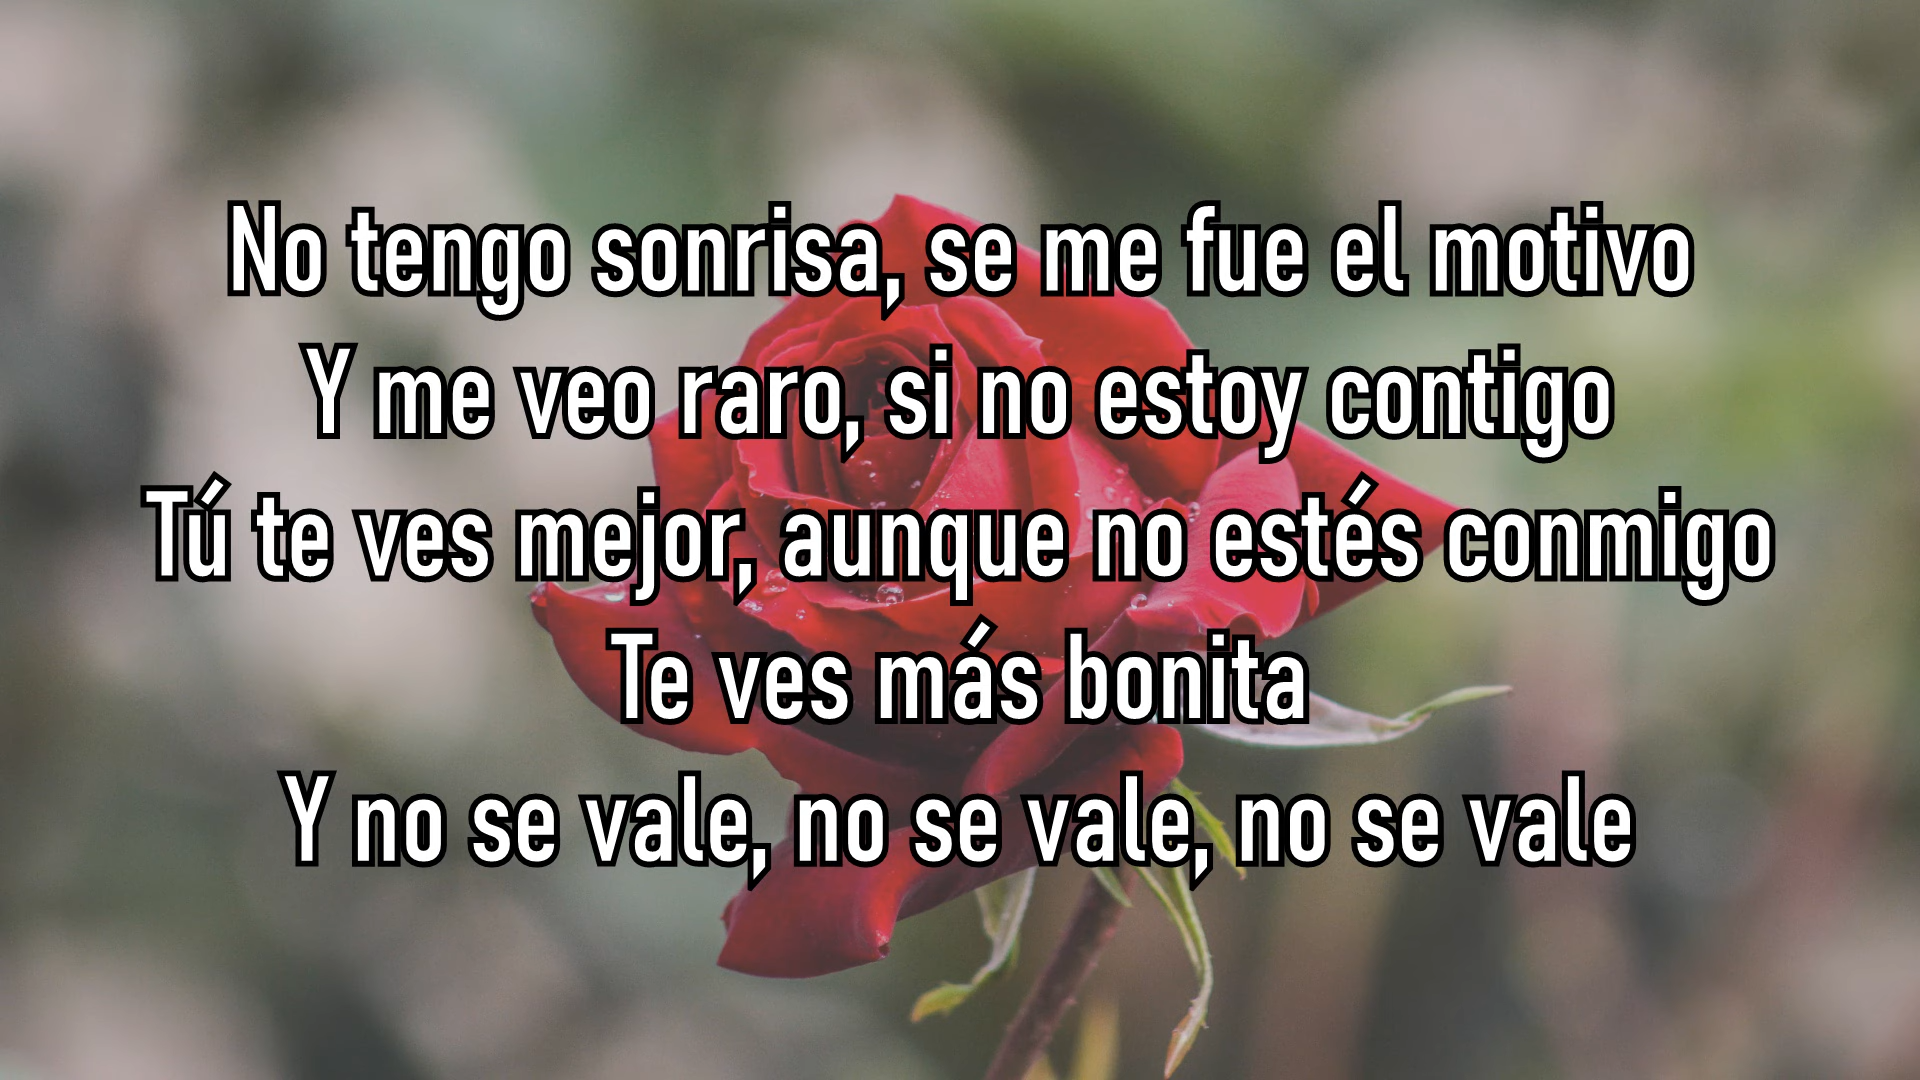 No tengo sonrisa, se me fue el motivo
Y me veo raro, si no estoy contigo
Tú te ves mejor, aunque no estés conmigo
Te ves más bonita
Y no se vale, no se vale, no se vale